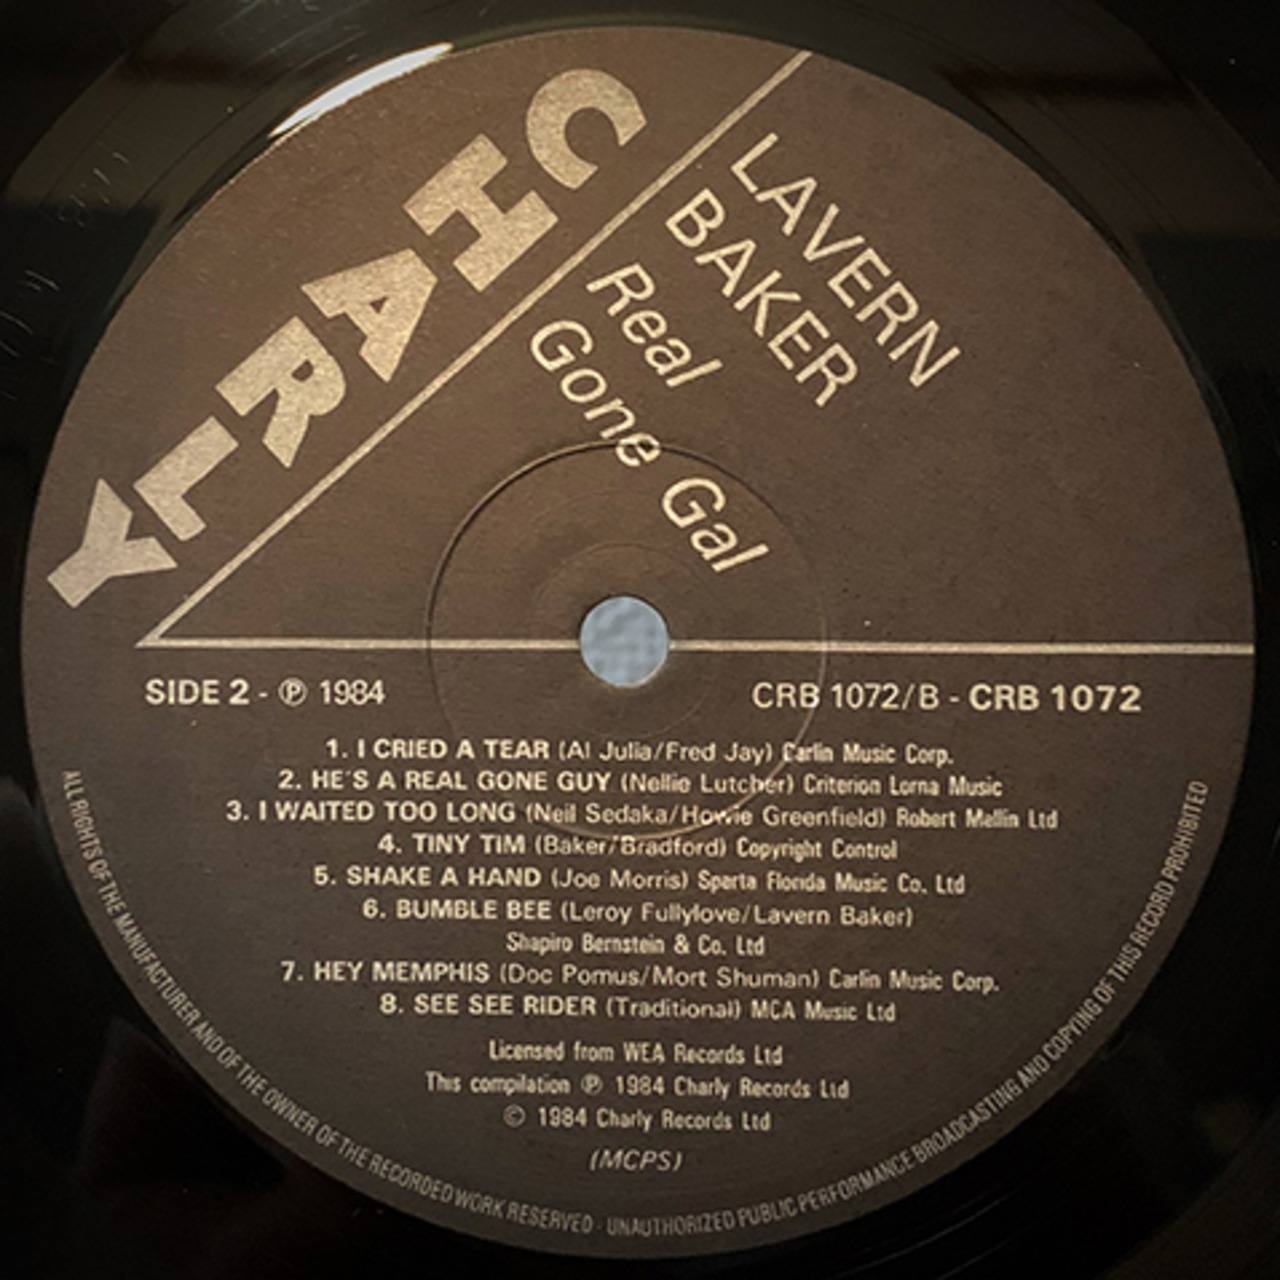 CHARLY
LAVERN
BAKER
Real
Gone Gal
SIDE 2 - Ⓟ 1984
CRB 1072/B - CRB 1072
1. I CRIED A TEAR (Al Julia/Fred Jay) Carlin Music Corp.
2. HE'S A REAL GONE GUY (Nellie Lutcher) Criterion Lorna Music
3. I WAITED TOO LONG (Neil Sedaka/Howie Greenfield) Robert Mellin Ltd
4. TINY TIM (Baker/Bradford) Copyright Control
5. SHAKE A HAND (Joe Morris) Sparta Florida Music Co. Ltd
6. BUMBLE BEE (Leroy Fullylove/Lavern Baker)
Shapiro Bernstein & Co. Ltd
7. HEY MEMPHIS (Doc Pomus/Mort Shuman) Carlin Music Corp.
8. SEE SEE RIDER (Traditional) MCA Music Ltd
Licensed from WEA Records Ltd
This compilation Ⓟ 1984 Charly Records Ltd
© 1984 Charly Records Ltd
(MCPS)
ALL RIGHTS OF THE MANUFACTURER AND OF THE OWNER OF THE RECORDED WORK RESERVED - UNAUTHORIZED PUBLIC PERFORMANCE BROADCASTING AND COPYING OF THIS RECORD PROHIBITED